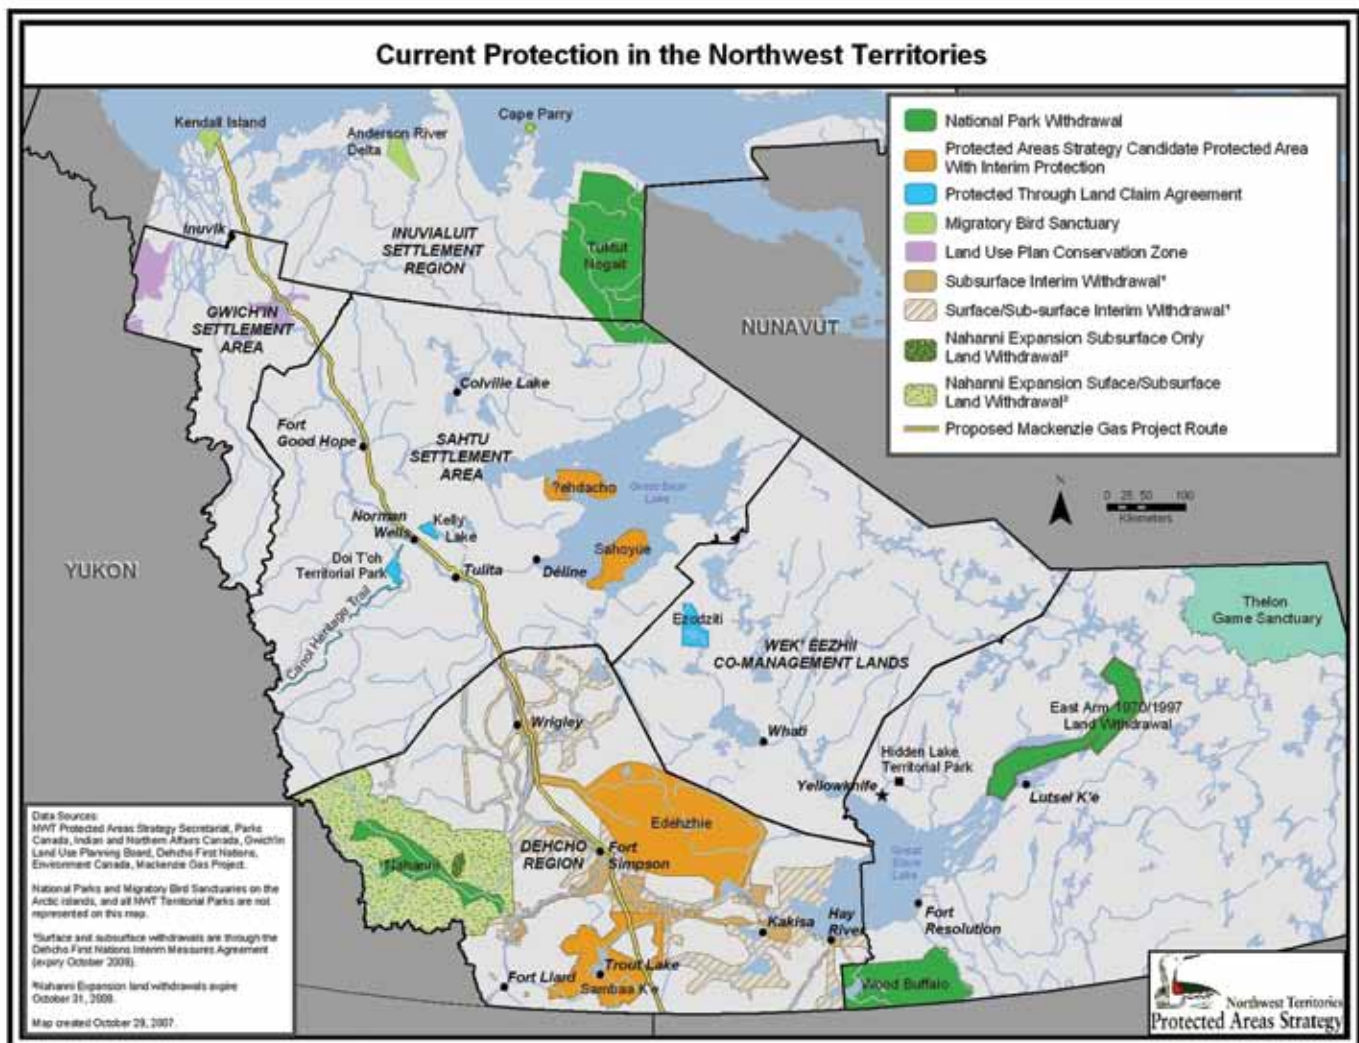 Current Protection in the Northwest Territories
Kendall Island
Anderson River
Delta
Cape Parry
National Park Withdrawal
Protected Areas Strategy Candidate Protected Area
With Interim Protection
Protected Through Land Claim Agreement
Migratory Bird Sanctuary
Land Use Plan Conservation Zone
Subsurface Interim Withdrawal¹
Surface/Sub-surface Interim Withdrawal¹
Nahanni Expansion Subsurface Only
Land Withdrawal²
Nahanni Expansion Suface/Subsurface
Land Withdrawal²
Proposed Mackenzie Gas Project Route
Inuvik
INUVIALUIT
SETTLEMENT
REGION
Tuktut
Nogait
GWICH'IN
SETTLEMENT
AREA
NUNAVUT
Colville Lake
Fort
Good Hope
SAHTU
SETTLEMENT
AREA
?ehdacho
Great Bear
Lake
N
0 25 50 100
Kilometers
Norman
Wells
Kelly
Lake
Sahoyue
Doi T'oh
Territorial Park
Tulita
Déline
YUKON
Canol Heritage Trail
Ezodziti
Thelon
Game Sanctuary
WEK' EEZHII
CO-MANAGEMENT LANDS
Wrigley
Whati
East Arm 1970/1997
Land Withdrawal
Hidden Lake
Territorial Park
Yellowknife
Lutsel K'e
Edehzhie
Nahanni
DEHCHO
REGION
Fort
Simpson
Great
Slave
Lake
Kakisa
Hay
River
Fort
Resolution
Fort Liard
Trout Lake
Sambaa K'e
Wood Buffalo
Data Sources:
NWT Protected Areas Strategy Secretariat, Parks
Canada, Indian and Northern Affairs Canada, Gwich'in
Land Use Planning Board, Dehcho First Nations,
Environment Canada, Mackenzie Gas Project.
National Parks and Migratory Bird Sanctuaries on the
Arctic islands, and all NWT Territorial Parks are not
represented on this map.
¹Surface and subsurface withdrawals are through the
Dehcho First Nations Interim Measures Agreement
(expiry October 2008).
²Nahanni Expansion land withdrawals expire
October 31, 2008.
Map created October 29, 2007.
Northwest Territories
Protected Areas Strategy